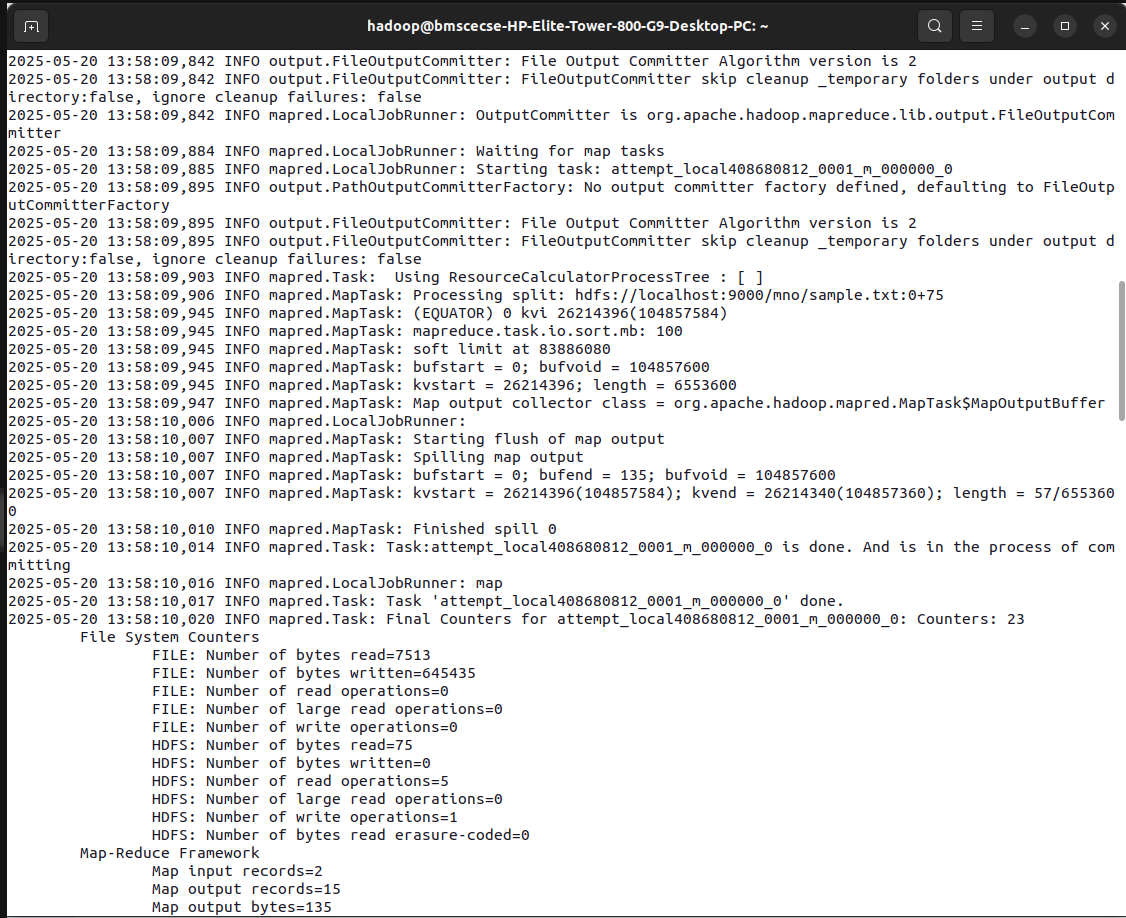 hadoop@bmscecse-HP-Elite-Tower-800-G9-Desktop-PC: ~
2025-05-20 13:58:09,842 INFO output.FileOutputCommitter: File Output Committer Algorithm version is 2
2025-05-20 13:58:09,842 INFO output.FileOutputCommitter: FileOutputCommitter skip cleanup _temporary folders under output d
irectory:false, ignore cleanup failures: false
2025-05-20 13:58:09,842 INFO mapred.LocalJobRunner: OutputCommitter is org.apache.hadoop.mapreduce.lib.output.FileOutputCom
mitter
2025-05-20 13:58:09,884 INFO mapred.LocalJobRunner: Waiting for map tasks
2025-05-20 13:58:09,885 INFO mapred.LocalJobRunner: Starting task: attempt_local408680812_0001_m_000000_0
2025-05-20 13:58:09,895 INFO output.PathOutputCommitterFactory: No output committer factory defined, defaulting to FileOutp
utCommitterFactory
2025-05-20 13:58:09,895 INFO output.FileOutputCommitter: File Output Committer Algorithm version is 2
2025-05-20 13:58:09,895 INFO output.FileOutputCommitter: FileOutputCommitter skip cleanup _temporary folders under output d
irectory:false, ignore cleanup failures: false
2025-05-20 13:58:09,903 INFO mapred.Task:  Using ResourceCalculatorProcessTree : [ ]
2025-05-20 13:58:09,906 INFO mapred.MapTask: Processing split: hdfs://localhost:9000/mno/sample.txt:0+75
2025-05-20 13:58:09,945 INFO mapred.MapTask: (EQUATOR) 0 kvi 26214396(104857584)
2025-05-20 13:58:09,945 INFO mapred.MapTask: mapreduce.task.io.sort.mb: 100
2025-05-20 13:58:09,945 INFO mapred.MapTask: soft limit at 83886080
2025-05-20 13:58:09,945 INFO mapred.MapTask: bufstart = 0; bufvoid = 104857600
2025-05-20 13:58:09,945 INFO mapred.MapTask: kvstart = 26214396; length = 6553600
2025-05-20 13:58:09,947 INFO mapred.MapTask: Map output collector class = org.apache.hadoop.mapred.MapTask$MapOutputBuffer
2025-05-20 13:58:10,006 INFO mapred.LocalJobRunner:
2025-05-20 13:58:10,007 INFO mapred.MapTask: Starting flush of map output
2025-05-20 13:58:10,007 INFO mapred.MapTask: Spilling map output
2025-05-20 13:58:10,007 INFO mapred.MapTask: bufstart = 0; bufend = 135; bufvoid = 104857600
2025-05-20 13:58:10,007 INFO mapred.MapTask: kvstart = 26214396(104857584); kvend = 26214340(104857360); length = 57/655360
0
2025-05-20 13:58:10,010 INFO mapred.MapTask: Finished spill 0
2025-05-20 13:58:10,014 INFO mapred.Task: Task:attempt_local408680812_0001_m_000000_0 is done. And is in the process of com
mitting
2025-05-20 13:58:10,016 INFO mapred.LocalJobRunner: map
2025-05-20 13:58:10,017 INFO mapred.Task: Task 'attempt_local408680812_0001_m_000000_0' done.
2025-05-20 13:58:10,020 INFO mapred.Task: Final Counters for attempt_local408680812_0001_m_000000_0: Counters: 23
File System Counters
FILE: Number of bytes read=7513
FILE: Number of bytes written=645435
FILE: Number of read operations=0
FILE: Number of large read operations=0
FILE: Number of write operations=0
HDFS: Number of bytes read=75
HDFS: Number of bytes written=0
HDFS: Number of read operations=5
HDFS: Number of large read operations=0
HDFS: Number of write operations=1
HDFS: Number of bytes read erasure-coded=0
Map-Reduce Framework
Map input records=2
Map output records=15
Map output bytes=135